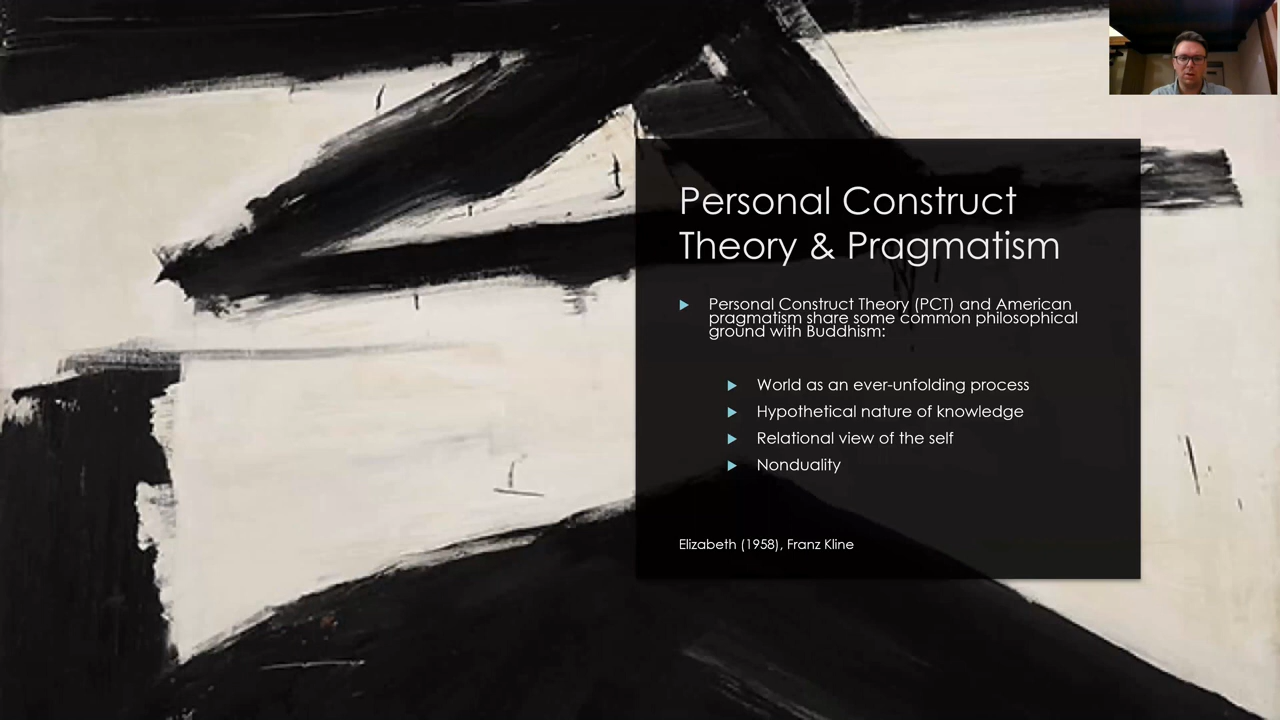 Personal Construct
Theory & Pragmatism
Personal Construct Theory (PCT) and American
pragmatism share some common philosophical
ground with Buddhism:
World as an ever-unfolding process
Hypothetical nature of knowledge
Relational view of the self
Nonduality
Elizabeth (1958), Franz Kline